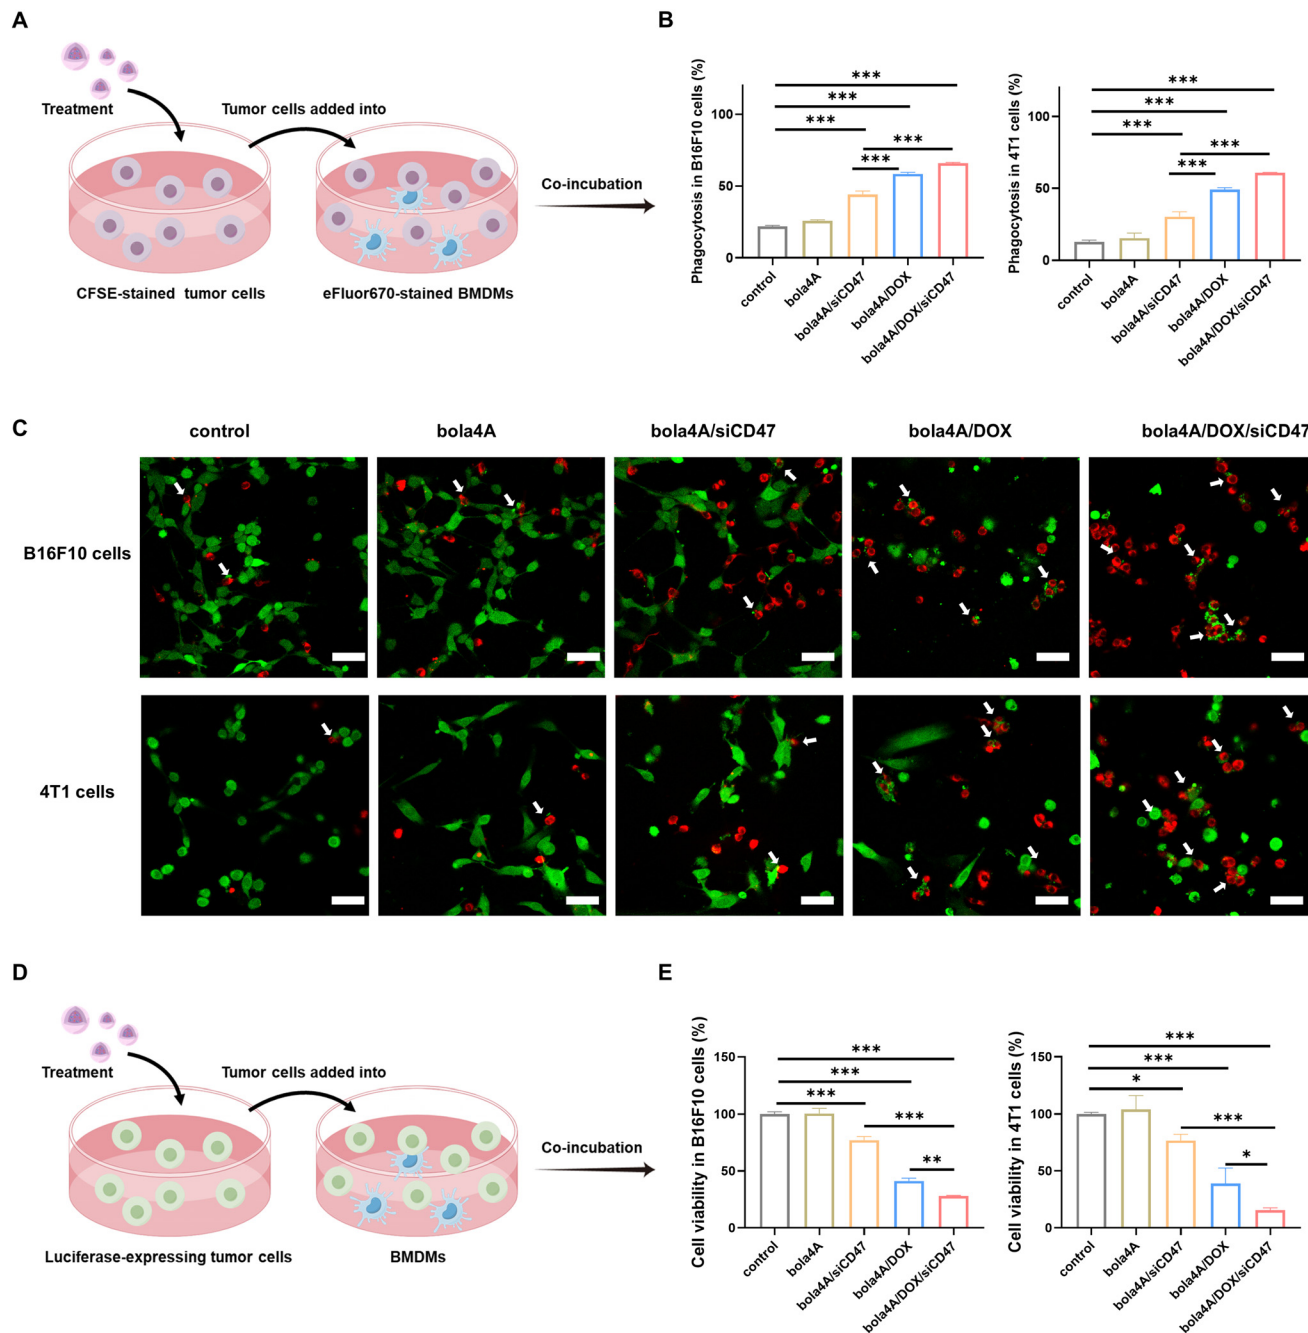 A
Treatment
Tumor cells added into
Co-incubation
CFSE-stained tumor cells
eFluor670-stained BMDMs
B
Phagocytosis in B16F10 cells (%)
100
50
0
***
***
***
***
***
control
bola4A
bola4A/siCD47
bola4A/DOX
bola4A/DOX/siCD47
Phagocytosis in 4T1 cells (%)
100
50
0
***
***
***
***
***
control
bola4A
bola4A/siCD47
bola4A/DOX
bola4A/DOX/siCD47
C
control
bola4A
bola4A/siCD47
bola4A/DOX
bola4A/DOX/siCD47
B16F10 cells
4T1 cells
D
Treatment
Tumor cells added into
Co-incubation
Luciferase-expressing tumor cells
BMDMs
E
Cell viability in B16F10 cells (%)
150
100
50
0
***
***
***
***
**
control
bola4A
bola4A/siCD47
bola4A/DOX
bola4A/DOX/siCD47
Cell viability in 4T1 cells (%)
150
100
50
0
***
***
*
***
*
control
bola4A
bola4A/siCD47
bola4A/DOX
bola4A/DOX/siCD47